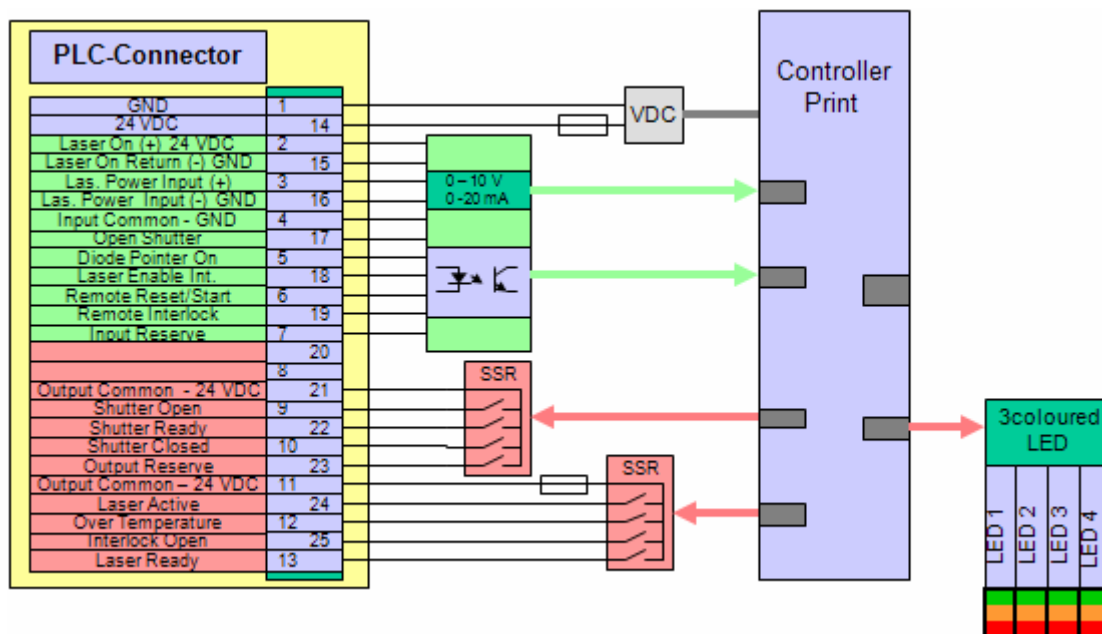 PLC-Connector
GND 1
24 VDC 14
Laser On (+) 24 VDC 2
Laser On Return (-) GND 15
Las. Power Input (+) 3
Las. Power Input (-) GND 16
Input Common - GND 4
Open Shutter 17
Diode Pointer On 5
Laser Enable Int. 18
Remote Reset/Start 6
Remote Interlock 19
Input Reserve 7
20
8
Output Common - 24 VDC 21
Shutter Open 9
Shutter Ready 22
Shutter Closed 10
Output Reserve 23
Output Common – 24 VDC 11
Laser Active 24
Over Temperature 12
Interlock Open 25
Laser Ready 13
VDC
0 – 10 V
0 -20 mA
SSR
SSR
Controller
Print
3coloured
LED
LED 1
LED 2
LED 3
LED 4